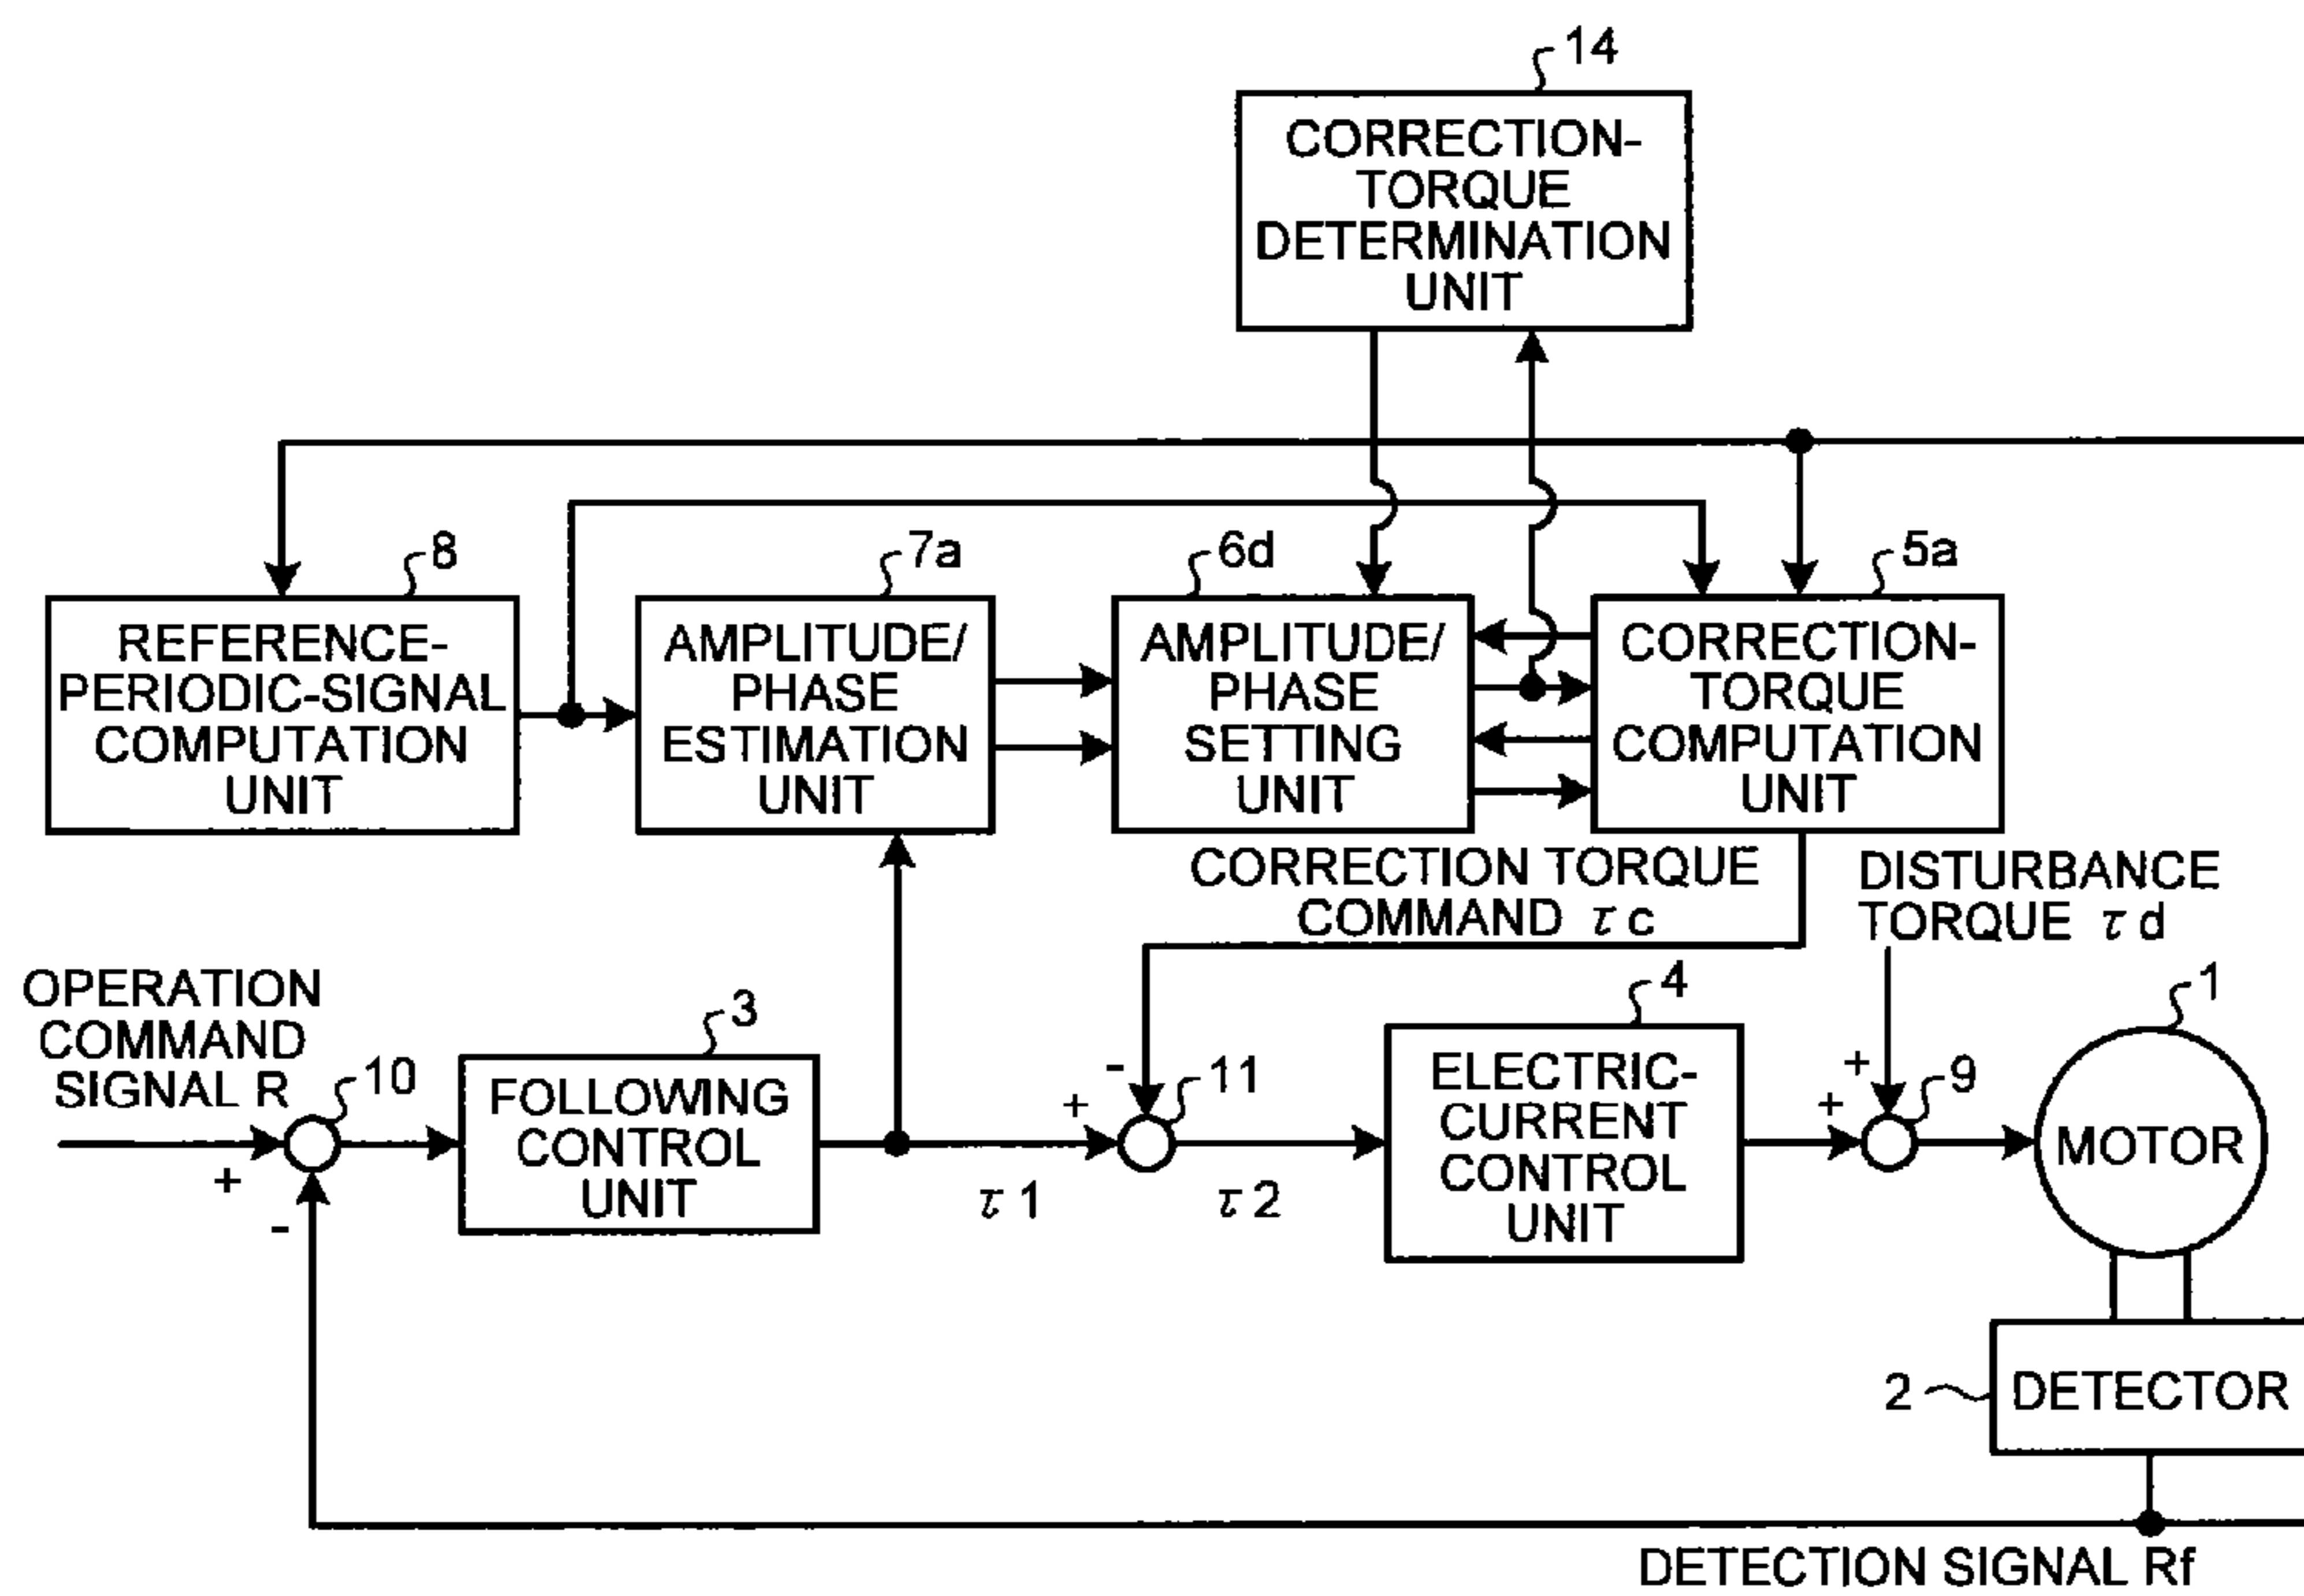 14
CORRECTION-
TORQUE
DETERMINATION
UNIT
8
7a
6d
5a
REFERENCE-
PERIODIC-SIGNAL
COMPUTATION
UNIT
AMPLITUDE/
PHASE
ESTIMATION
UNIT
AMPLITUDE/
PHASE
SETTING
UNIT
CORRECTION-
TORQUE
COMPUTATION
UNIT
CORRECTION TORQUE
COMMAND τc
DISTURBANCE
TORQUE τd
OPERATION
COMMAND
SIGNAL R
10
+
-
3
FOLLOWING
CONTROL
UNIT
τ1
+
-
11
τ2
4
ELECTRIC-
CURRENT
CONTROL
UNIT
+
+
9
1
MOTOR
2
DETECTOR
DETECTION SIGNAL Rf